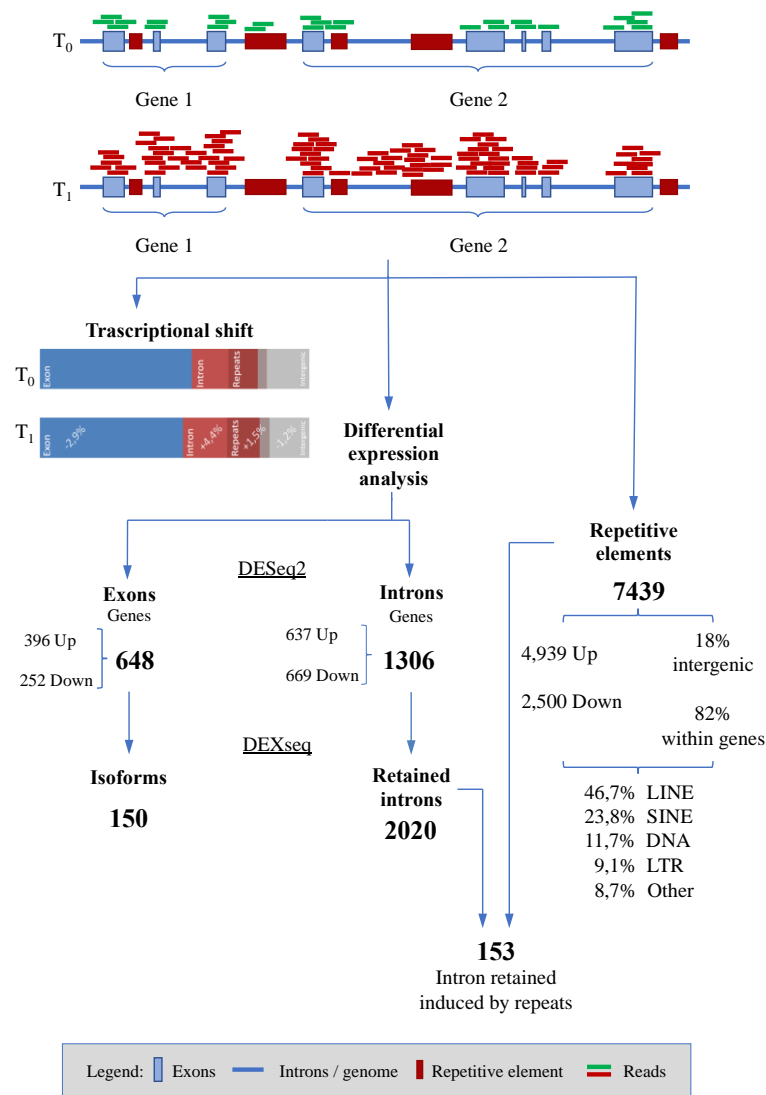 T0
Gene 1
Gene 2
T1
Gene 1
Gene 2
Trascriptional shift
T0
Exon
Intron
Repeats
Intergenic
T1
Exon
-2,9%
Intron
+4,4%
Repeats
+1,5%
-1,2%
Intergenic
Differential
expression
analysis
Repetitive
elements
7439
DESeq2
Exons
Genes
396 Up
648
252 Down
Introns
Genes
637 Up
1306
669 Down
4,939 Up
18%
intergenic
2,500 Down
82%
within genes
DEXseq
Isoforms
150
Retained
introns
2020
46,7% LINE
23,8% SINE
11,7% DNA
9,1% LTR
8,7% Other
153
Intron retained
induced by repeats
Legend: Exons Introns / genome Repetitive element Reads